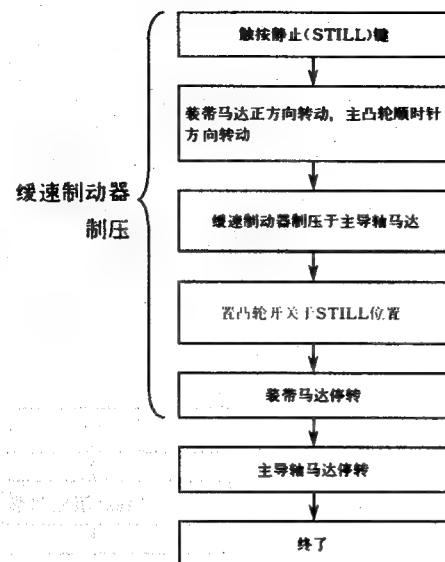 触按静止(STILL)键
装带马达正方向转动，主凸轮顺时针
方向转动
缓速制动器
制压
缓速制动器制压于主导轴马达
置凸轮开关于STILL位置
装带马达停转
主导轴马达停转
终了